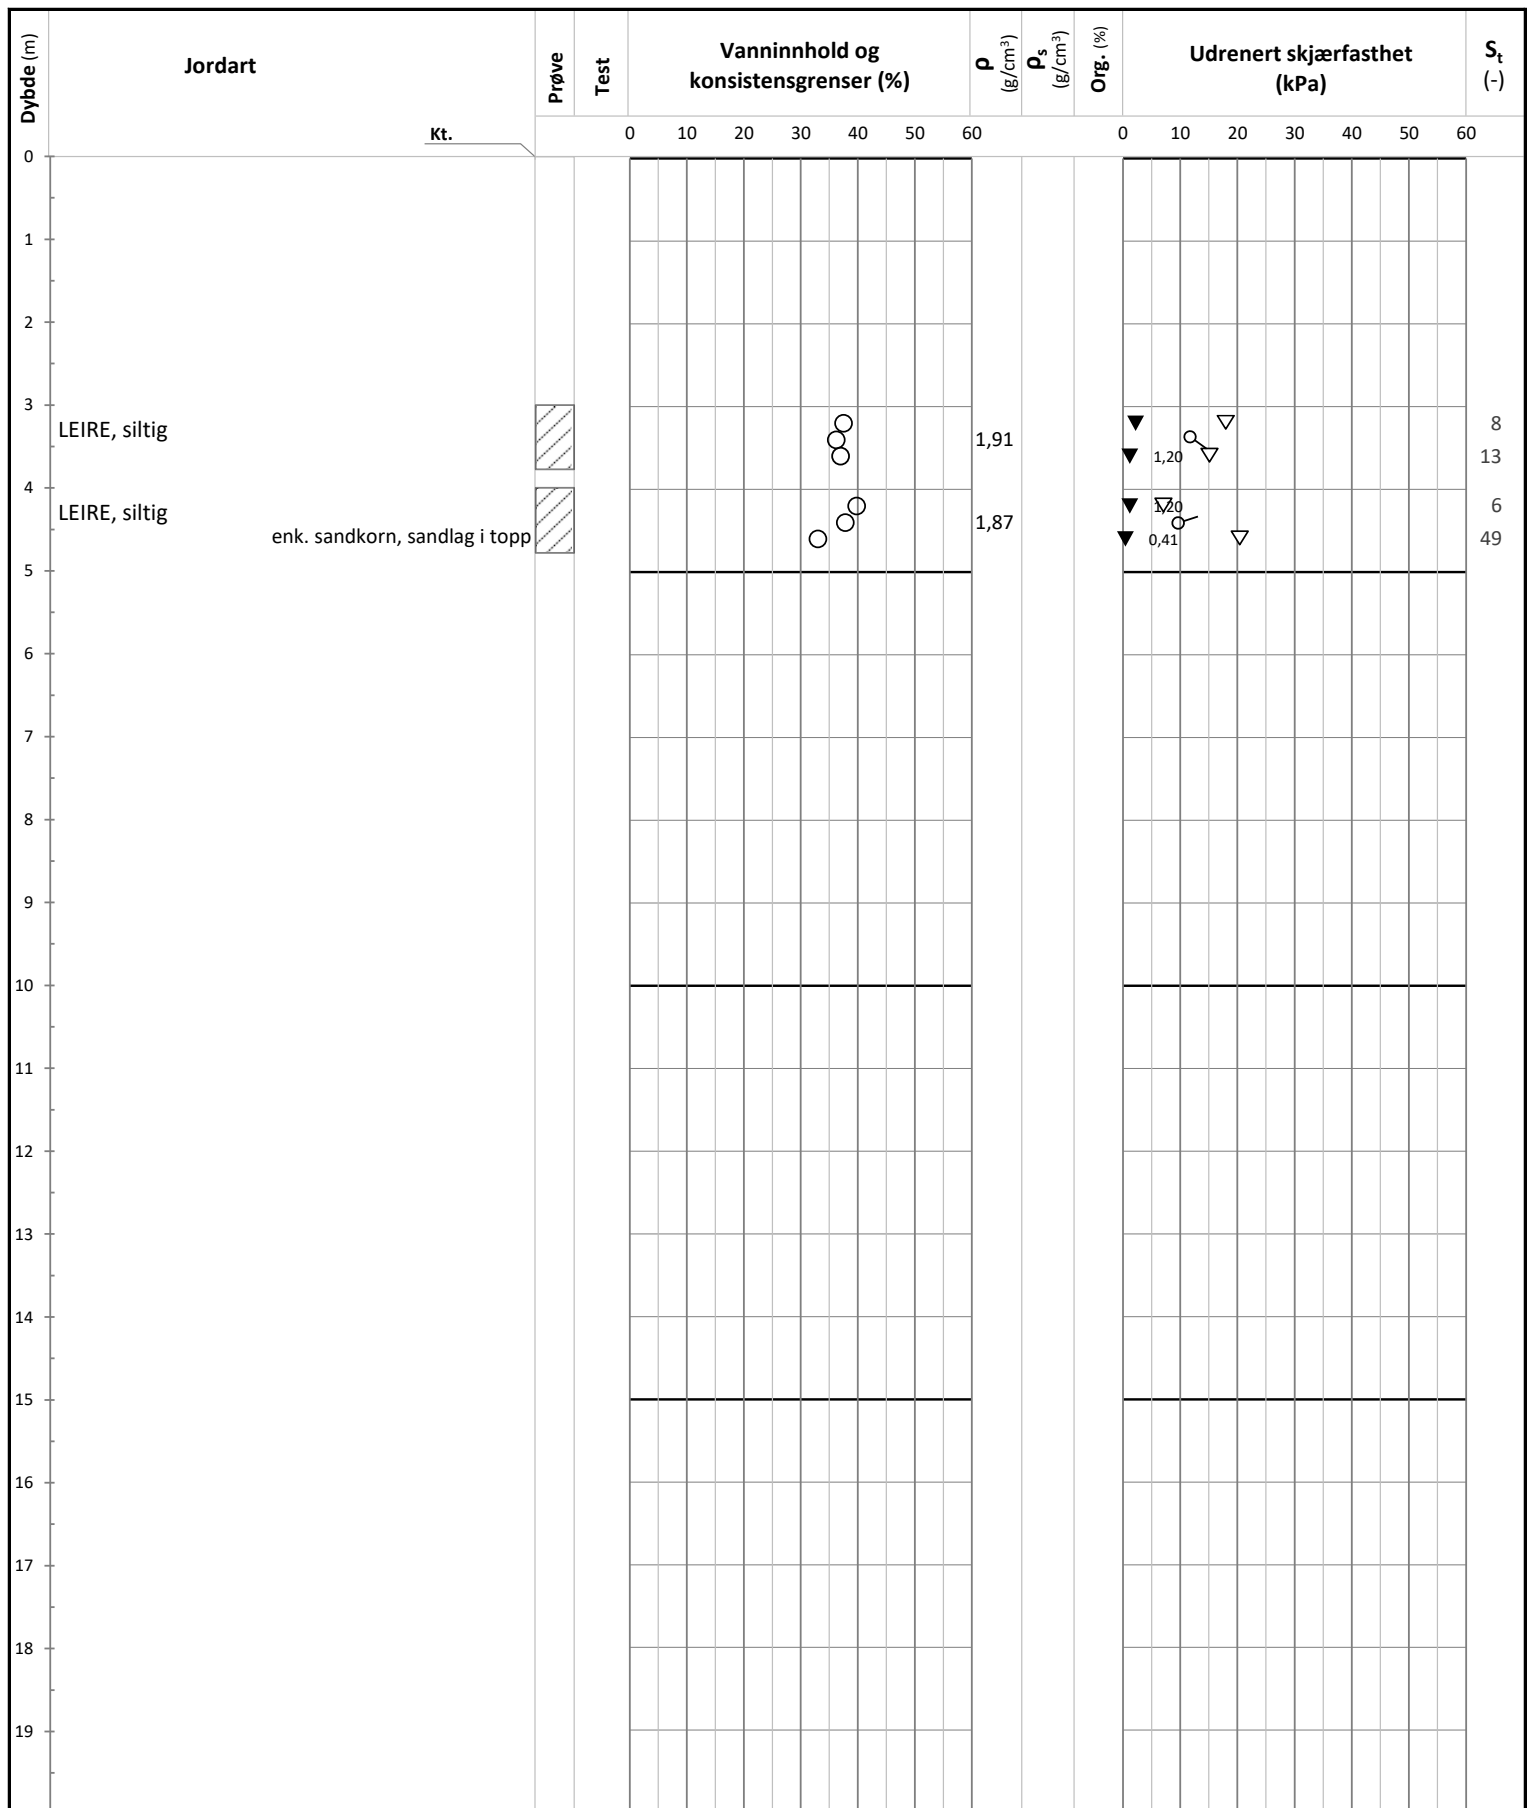 Dybde (m)
Jordart
Kt.
Prøve
Test
Vanninnhold og
konsistensgrenser (%)
0 10 20 30 40 50 60
ρ
(g/cm³)
ρs
(g/cm³)
Org. (%)
Udrenert skjærfasthet
(kPa)
0 10 20 30 40 50 60
St
(-)
0
1
2
3
LEIRE, siltig
1,91
8
1,20
13
4
LEIRE, siltig
1,87
1,20
6
enk. sandkorn, sandlag i topp
0,41
49
5
6
7
8
9
10
11
12
13
14
15
16
17
18
19